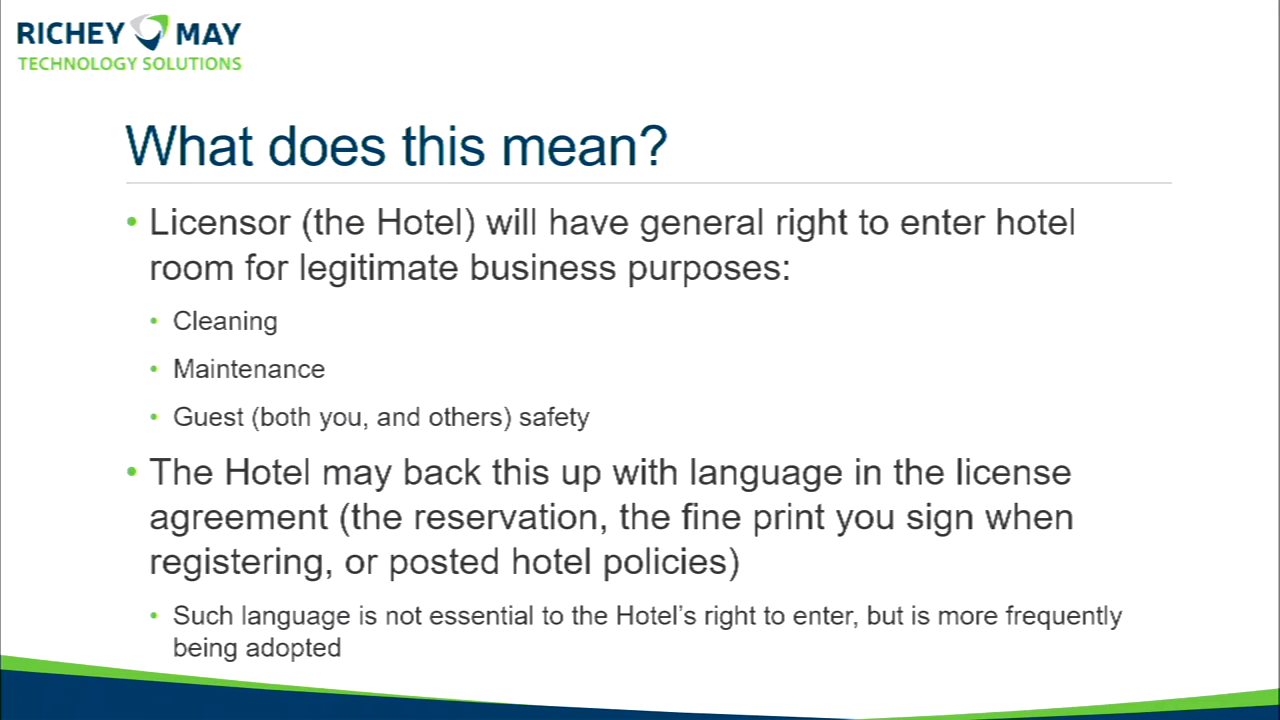 RICHEY MAY
TECHNOLOGY SOLUTIONS
What does this mean?
• Licensor (the Hotel) will have general right to enter hotel
room for legitimate business purposes:
• Cleaning
• Maintenance
• Guest (both you, and others) safety
• The Hotel may back this up with language in the license
agreement (the reservation, the fine print you sign when
registering, or posted hotel policies)
• Such language is not essential to the Hotel's right to enter, but is more frequently
being adopted